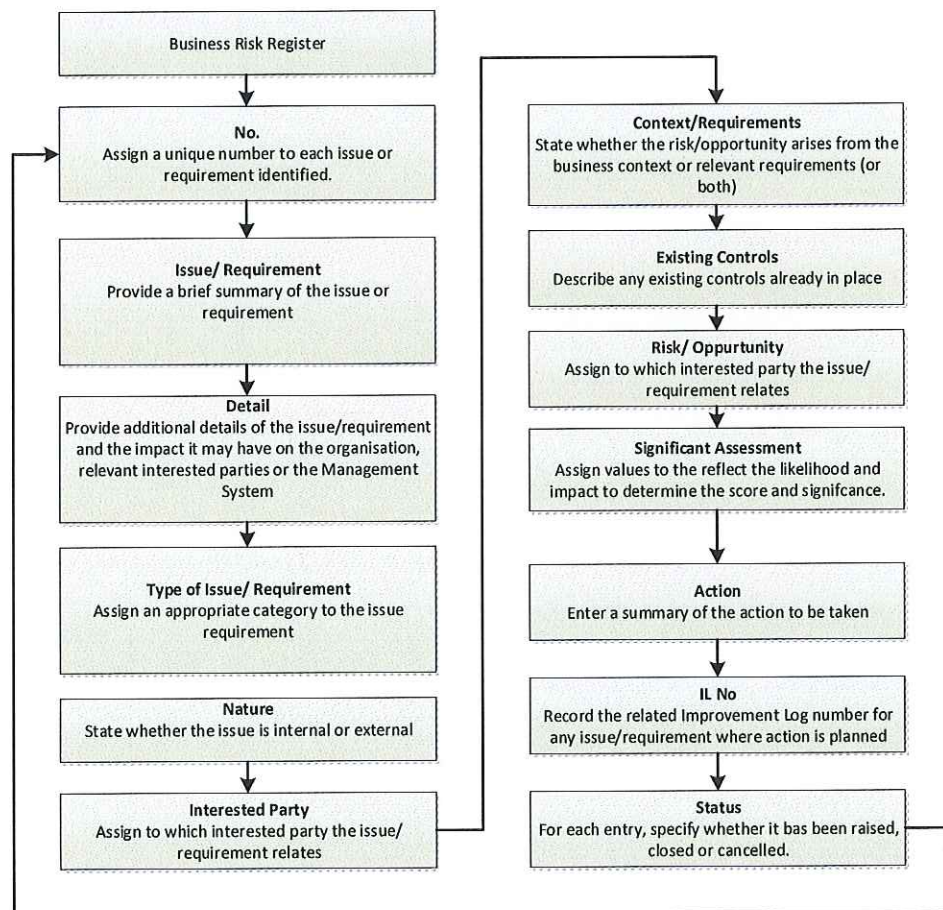 Business Risk Register
No.
Assign a unique number to each issue or
requirement identified.
Issue/ Requirement
Provide a brief summary of the issue or
requirement
Detail
Provide additional details of the issue/requirement
and the impact it may have on the organisation,
relevant interested parties or the Management
System
Type of Issue/ Requirement
Assign an appropriate category to the issue
requirement
Nature
State whether the issue is internal or external
Interested Party
Assign to which interested party the issue/
requirement relates
Context/Requirements
State whether the risk/opportunity arises from the
business context or relevant requirements (or
both)
Existing Controls
Describe any existing controls already in place
Risk/ Oppurtunity
Assign to which interested party the issue/
requirement relates
Significant Assessment
Assign values to the reflect the likelihood and
impact to determine the score and signifcance.
Action
Enter a summary of the action to be taken
IL No
Record the related Improvement Log number for
any issue/requirement where action is planned
Status
For each entry, specify whether it bas been raised,
closed or cancelled.